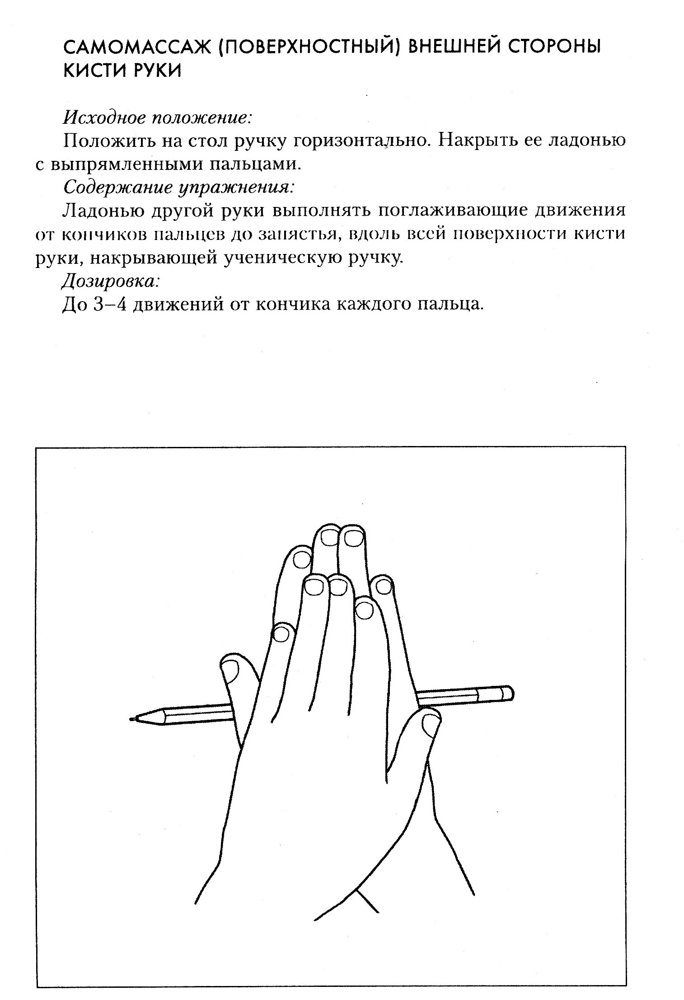 САМОМАССАЖ (ПОВЕРХНОСТНЫЙ) ВНЕШНЕЙ СТОРОНЫ
КИСТИ РУКИ
Исходное положение:
Положить на стол ручку горизонтально. Накрыть ее ладонью
с выпрямленными пальцами.
Содержание упражнения:
Ладонью другой руки выполнять поглаживающие движения
от кончиков пальцев до запястья, вдоль всей поверхности кисти
руки, накрывающей ученическую ручку.
Дозировка:
До 3–4 движений от кончика каждого пальца.